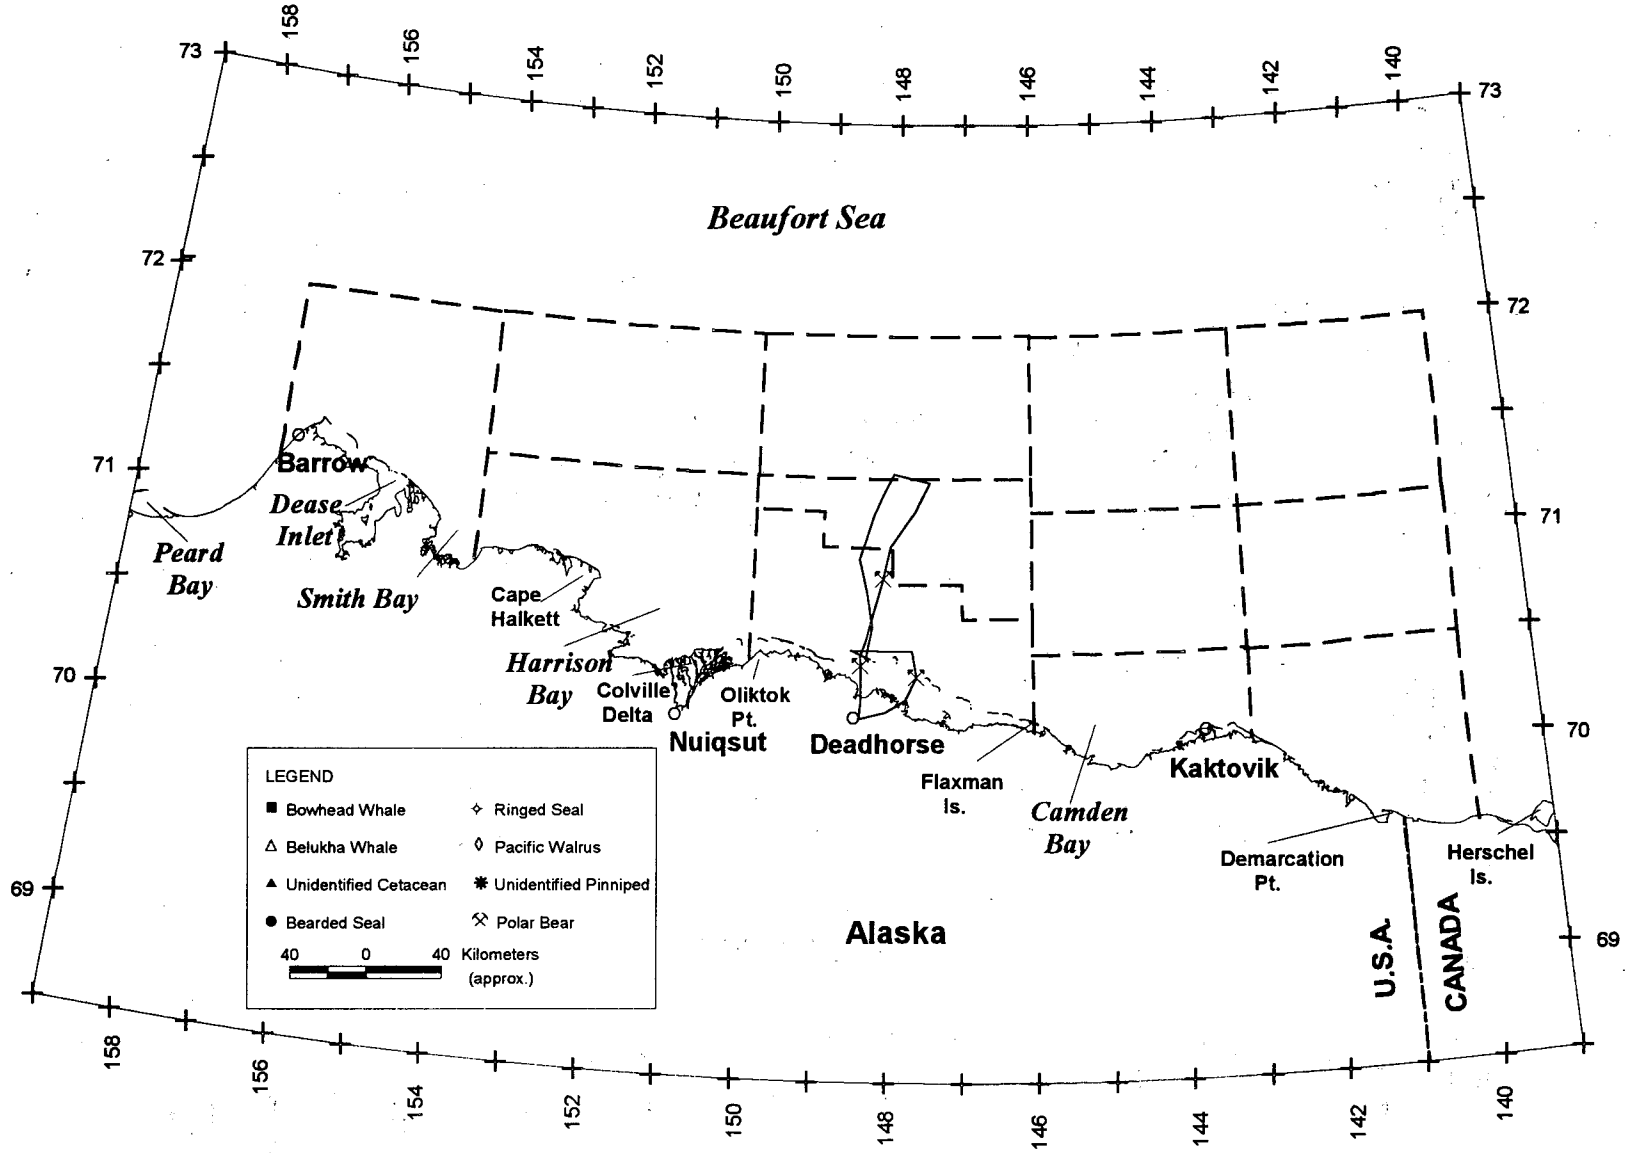 158
156
154
152
150
148
146
144
142
140
73
73
Beaufort Sea
72
72
71
71
Barrow
Dease
Inlet
Peard
Bay
Smith Bay
Cape
Halkett
Harrison
Bay
Colville
Delta
Oliktok
Pt.
70
70
Nuiqsut
Deadhorse
Flaxman
Is.
Kaktovik
Camden
Bay
Demarcation
Pt.
Herschel
Is.
LEGEND
Bowhead Whale
Ringed Seal
Belukha Whale
Pacific Walrus
Unidentified Cetacean
Unidentified Pinniped
Bearded Seal
Polar Bear
40 0 40 Kilometers
(approx.)
69
69
Alaska
U.S.A.
CANADA
158
156
154
152
150
148
146
144
142
140